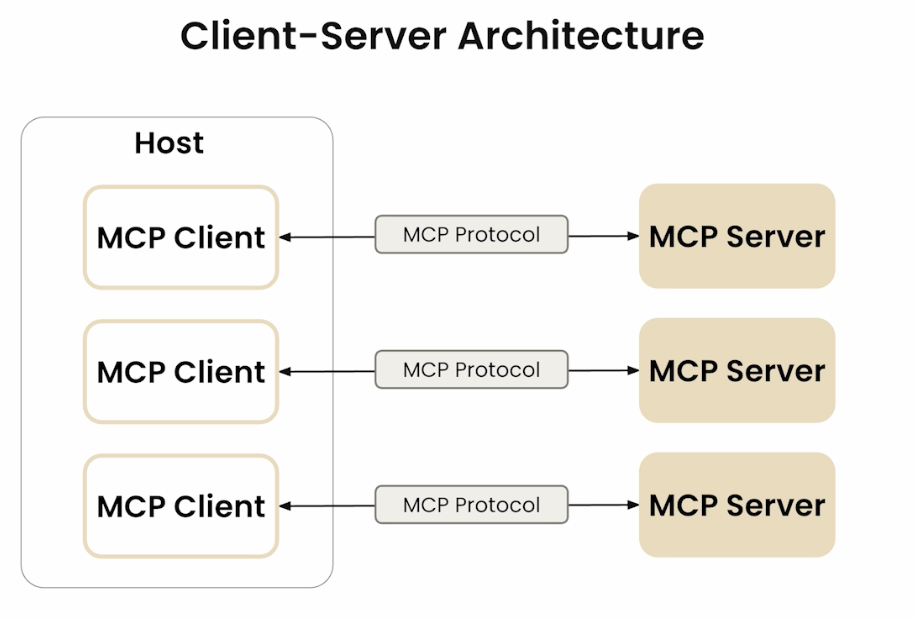 Client-Server Architecture
Host
MCP Client
MCP Protocol
MCP Server
MCP Client
MCP Protocol
MCP Server
MCP Client
MCP Protocol
MCP Server